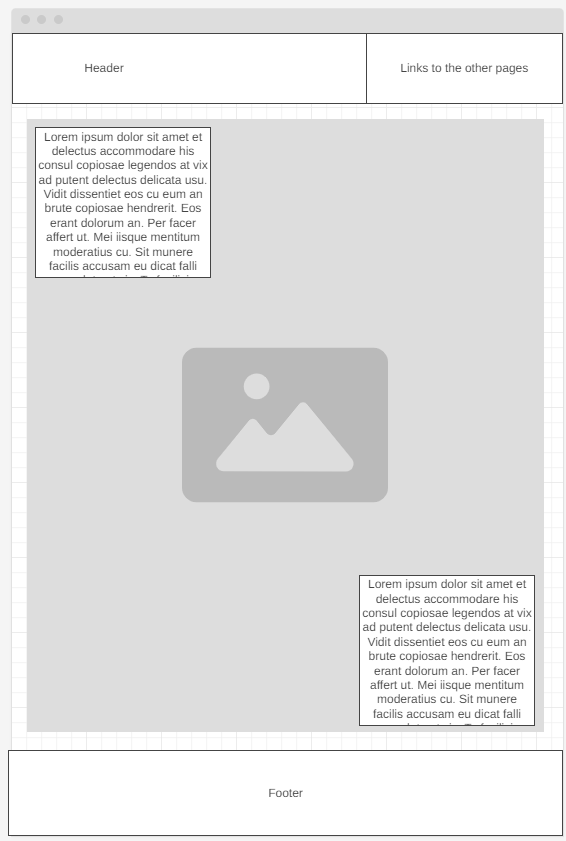 Header
Links to the other pages
Lorem ipsum dolor sit amet et
delectus accommodare his
consul copiosae legendos at vix
ad putent delectus delicata usu.
Vidit dissentiet eos cu eum an
brute copiosae hendrerit. Eos
erant dolorum an. Per facer
affert ut. Mei iisque mentitum
moderatius cu. Sit munere
facilis accusam eu dicat falli
Lorem ipsum dolor sit amet et
delectus accommodare his
consul copiosae legendos at vix
ad putent delectus delicata usu.
Vidit dissentiet eos cu eum an
brute copiosae hendrerit. Eos
erant dolorum an. Per facer
affert ut. Mei iisque mentitum
moderatius cu. Sit munere
facilis accusam eu dicat falli
Footer